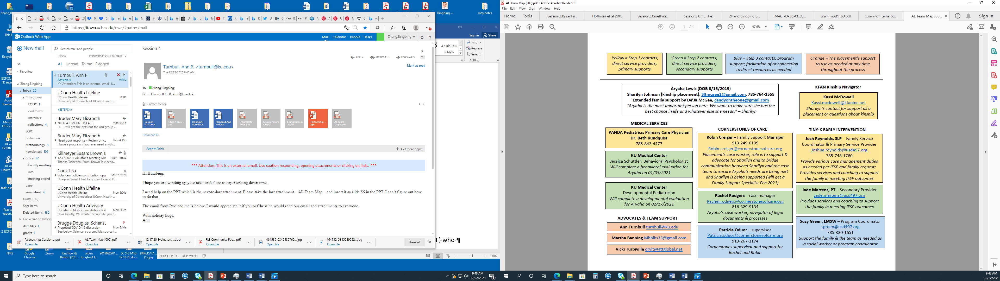 Outlook Web App
https://itowa.uchc.edu/owa/#path=/mail
Mail Calendar People Tasks
Zhang,Bingbing
New mail
Search mail and people
INBOX CONVERSATIONS BY DATE
All Unread To me Flagged
Favorites
Zhang,Bingbing
Inbox 25
Consortium
ECiDC 1
eval forms
materials
reflections 4
ECPC
Evaluation
Methodology 3
newsletters 106
office 22
Facutly meeting
info
meeting attend
paper
smartsheet 6
Drafts [80]
Sent Items
Deleted Items 180
Conversation History
data files 1
grants 1
Turnbull, Ann P.
Session 4 9:45a
*** Attention: This is an external email. U...
UConn Health Lifeline
UConn Health Lifeline 9:00a
University of Connecticut UConn Health ...
YESTERDAY
Bruder,Mary Elizabeth
NEED A TIMELINE PLEASE Mon 5:04p
Hi—I will get the ppts but the asd group ...
Bruder,Mary Elizabeth
Need your response - Review on co Mon 4:15p
I have a program if you ever need anythi...
Killmeyer,Susan; Brown,Ta
12.17.2020 Evaluator's Meeting Min Mon 11:53a
Thanks Tasheena! From: Brown,Tasheena...
Cook,Lisa
Voluntary holiday contribution opp Mon 10:52a
Hi again: Sorry, I had forgotten to send D...
UConn Health Lifeline
UConn Health Lifeline Mon 9:00a
University of Connecticut UConn Health ...
UConn Health Advisory
Update on Monoclonal Antibody Pa Mon 8:52a
Dear Faculty, We wanted to update you t...
Brugge,Douglas; Schensu
Proposed COVID-19 discussion Mon 8:44a
See below. Science, so a credible source t...
Session 4
REPLY REPLY ALL FORWARD
Turnbull, Ann P. <turnbull@ku.edu>
Mark as read
Tue 12/22/2020 9:45 AM
To: Zhang,Bingbing;
Cc: Turnbull, H. R. <rud@ku.edu>;
9 attachments
Session 4..~.docx
Chap.1.Trus~.pdf
Handout.Re~.docx
Handout.App~.docx
FrontMatter.Book.pdf
Compendium C~.pdf
Compendium.~.pdf
Partnership~.ppt
AL Team Map~.pdf
Download all
Report Phish
+ Get more apps
*** Attention: This is an external email. Use caution responding, opening attachments or clicking on links. ***
Hi Bingbing,
I hope you are winding up your tasks and close to experiencing down time.
I need help on the PPT which is the next-to-last attachment. Please take the last attachment—AL Team Map—and insert it as slide 56 in the PPT. I can't figure out how
to do that.
The email from Rud and me is below. I would appreciate it if you or Christine would send our email and attachments to everyone.
With holiday hugs,
Ann
Partnerships.Session....ppt
Open file
AL Team Map (002).pdf
Open file
12.17.20 Evaluators....docx
Open file
FLE Community Foo....pdf
Open file
464585_5345585765....jpg
Open file
464752_5345589032....jpg
Open file
Show all
Sign in Share
Find
Replace
Select
Editing
AaBbCcD
Subtitle
F)·who·¶
Page 11 of 18 3644 words
180%
NIRS
Google Chrome
Zoom
Reichow & Barton (201...
aitkin longford 1...
2011032701...
EC SIG MTG 12.14.20.docx
BJIRqDAfA... (1).jpg
Bingbing-...
mtg notes
Type here to search
9:48 AM
12/22/2020
AL Team Map (002).pdf - Adobe Acrobat Reader DC
File Edit View Sign Window Help
Home Tools
Session3.Kyzar.Fa...
Hoffman et al 200...
Session3.Bioethics....
Session3.Chiu.The...
Zhang Bingbing 0...
MACI-D-20-0020...
brain mod1_69.pdf
CommonItems_Sc...
AL Team Map (00...
Sign In
1 / 1
97.6%
Yellow = Step 1 contacts;
direct service providers;
primary supports
Green = Step 2 contacts;
direct service providers,
secondary supports
Blue = Step 3 contacts; program
support; facilitation of or connection
to direct resources as needed
Orange = The placement's support
to use as needed at any time
throughout the process
Aryaha Lewis (DOB 8/15/2019)
Sharilyn Johnson (kinship placement), Sltmcgee1@gmail.com, 785-764-1555
Extended family support by De'Ja McGee, candyontheone@gmail.com
"Aryaha is the most important person here. We want to make sure she has the
best chance in life and whatever else she needs." – Sharilyn
KFAN Kinship Navigator
Kassi McDowell
Kassi.mcdowell@kfaninc.net
Sharilyn's contact for support as a
placement or questions about kinship
MEDICAL SERVICES
PANDA Pediatrics; Primary Care Physician
Dr. Beth Rundquist
785-842-4477
KU Medical Center
Jessica Schuttler, Behavioral Psychologist
Will complete a behavioral evaluation for
Aryaha on 01/05/2021
KU Medical Center
Developmental Pediatrician
Will complete a developmental evaluation
for Aryaha on 02/17/2021
ADVOCATES & TEAM SUPPORT
Ann Turnbull turnbull@ku.edu
Martha Banning Mbblks33@gmail.com
Vicki Turbiville drvlt@attglobal.net
CORNERSTONES OF CARE
Robin Creiger – Family Support Manager
913-249-0109
Robin.creiger@cornerstonesofcare.org
Placement's case worker; role is to support &
advocate for Sharilyn and to bridge
communication between Sharilyn and the case
team to ensure Aryaha's needs are being met
and Sharilyn is being supported (will get a
Family Support Specialist Feb 2021)
Rachel Rodgers – case manager
Rachel.rodgers@cornerstonesofcare.org
816-329-9134
Aryaha's case worker; navigator of legal
documents & processes
Patricia Oduor – supervisor
Patricia.oduor@cornerstonesofcare.org
913-267-1174
Cornerstones supervisor and support for
Rachel and Robin
TINY-K EARLY INTERVENTION
Josh Reynolds, SLP – Family Service
Coordinator & Primary Service Provider
Joshua.reynolds@usd497.org
785-748-1760
Provide various case management duties
as needed per IFSP and family request;
Provides services and coaching to support
the family in meeting IFSP outcomes
Jade Martens, PT – Secondary Provider
Jade.martens@usd497.org
Provides services and coaching to support
the family in meeting IFSP outcomes
Suzy Green, LMSW – Program Coordinator
sgreen@usd497.org
785-330-1651
Support the family & the team as needed as
a social worker or program coordinator
9:48 AM
12/22/2020